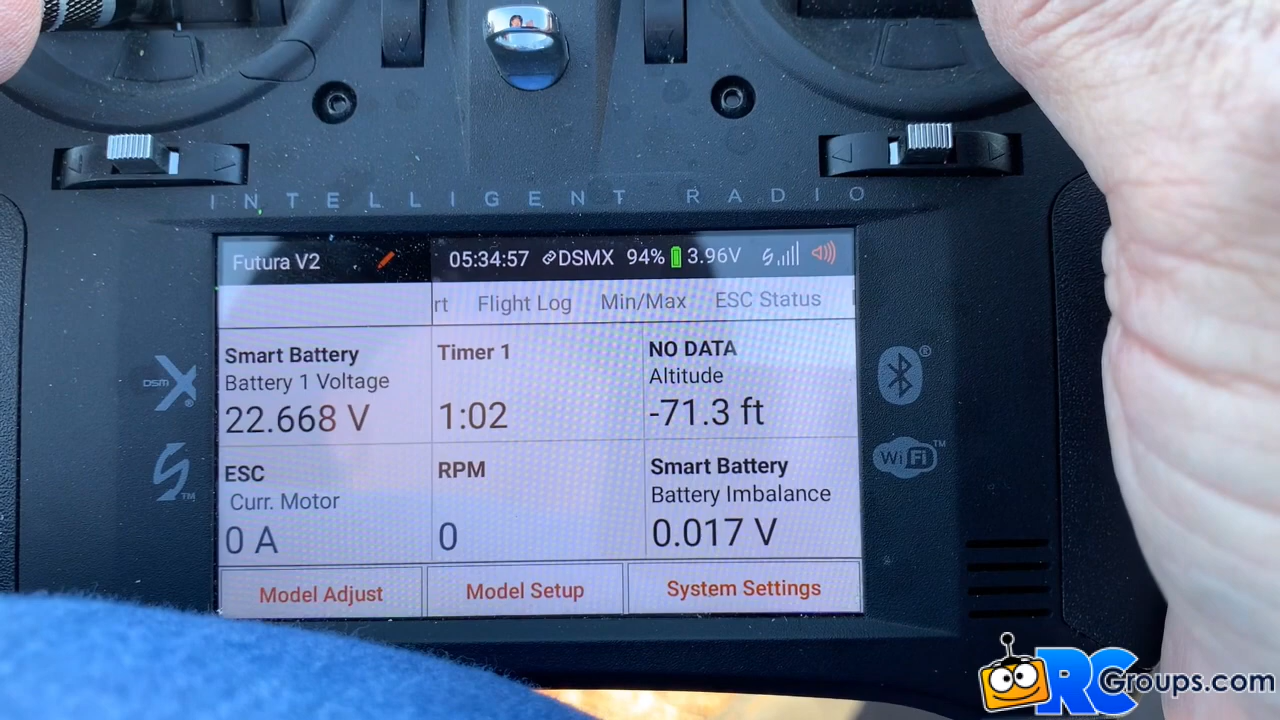 INTELLIGENT RADIO
Futura V2
05:34:57 DSMX 94% 3.96V
rt Flight Log Min/Max ESC Status
Smart Battery
Battery 1 Voltage
22.668 V
Timer 1
1:02
NO DATA
Altitude
-71.3 ft
ESC
Curr. Motor
0 A
RPM
0
Smart Battery
Battery Imbalance
0.017 V
Model Adjust
Model Setup
System Settings
DSM X ®
S ™
®
WiFi ™
RCGroups.com